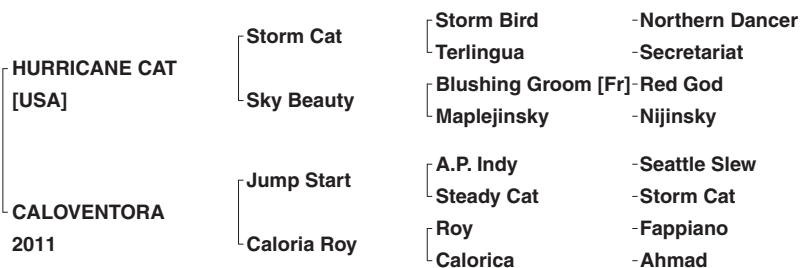 Storm Bird -Northern Dancer
Storm Cat
Terlingua -Secretariat
HURRICANE CAT
[USA]
Blushing Groom [Fr]-Red God
Sky Beauty
Maplejinsky -Nijinsky
A.P. Indy -Seattle Slew
Jump Start
Steady Cat -Storm Cat
CALOVENTORA
2011
Roy -Fappiano
Caloria Roy
Calorica -Ahmad